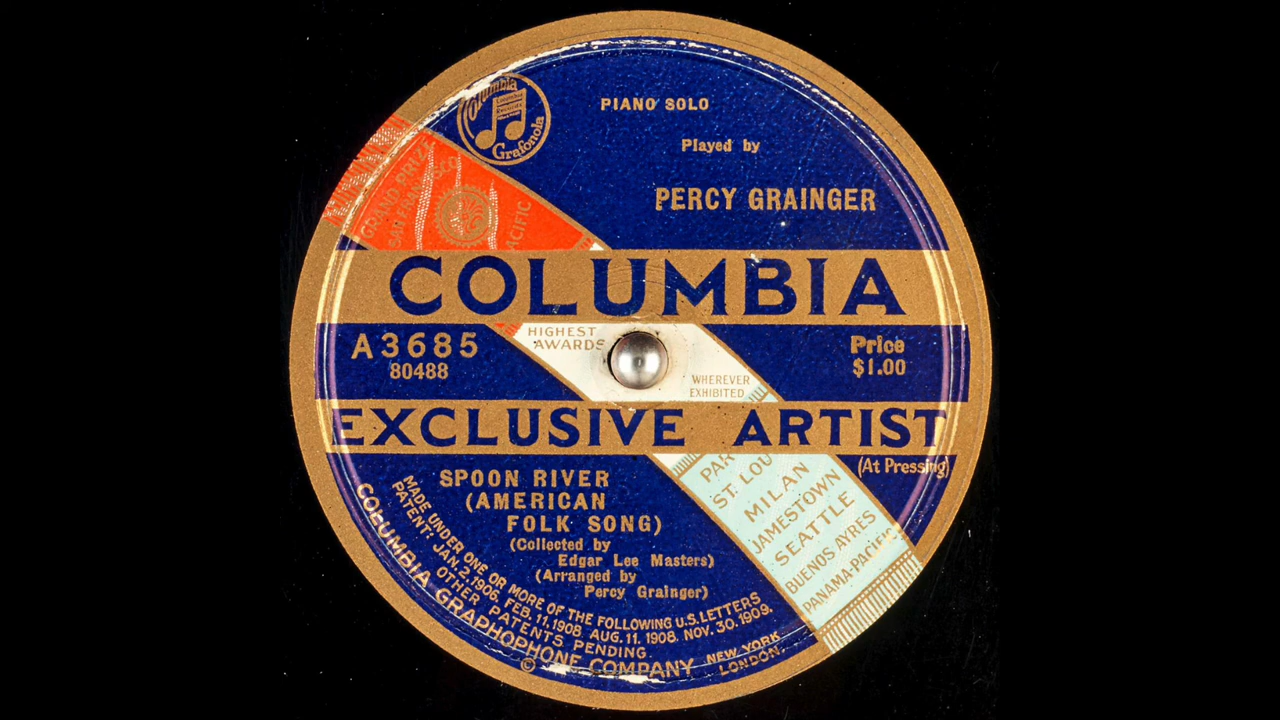 Columbia
Columbia
Records
Grafonola
PIANO SOLO
Played by
PERCY GRAINGER
GRAND PRIZE
SAN FRANCISCO
COLUMBIA
A3685
80488
HIGHEST
AWARDS
WHEREVER
EXHIBITED
Price
$1.00
EXCLUSIVE ARTIST
(At Pressing)
SPOON RIVER
(AMERICAN
FOLK SONG)
(Collected by
Edgar Lee Masters)
(Arranged by
Percy Grainger)
ST. LOU
MILAN
JAMESTOWN
SEATTLE
BUENOS AYRES
PANAMA-PACIFIC
MADE UNDER ONE OR MORE OF THE FOLLOWING U.S. LETTERS
PATENT: JAN. 2, 1906. FEB. 11, 1908. AUG. 11, 1908. NOV. 30. 1909.
OTHER PATENTS PENDING.
COLUMBIA GRAPHOPHONE COMPANY NEW YORK
LONDON.